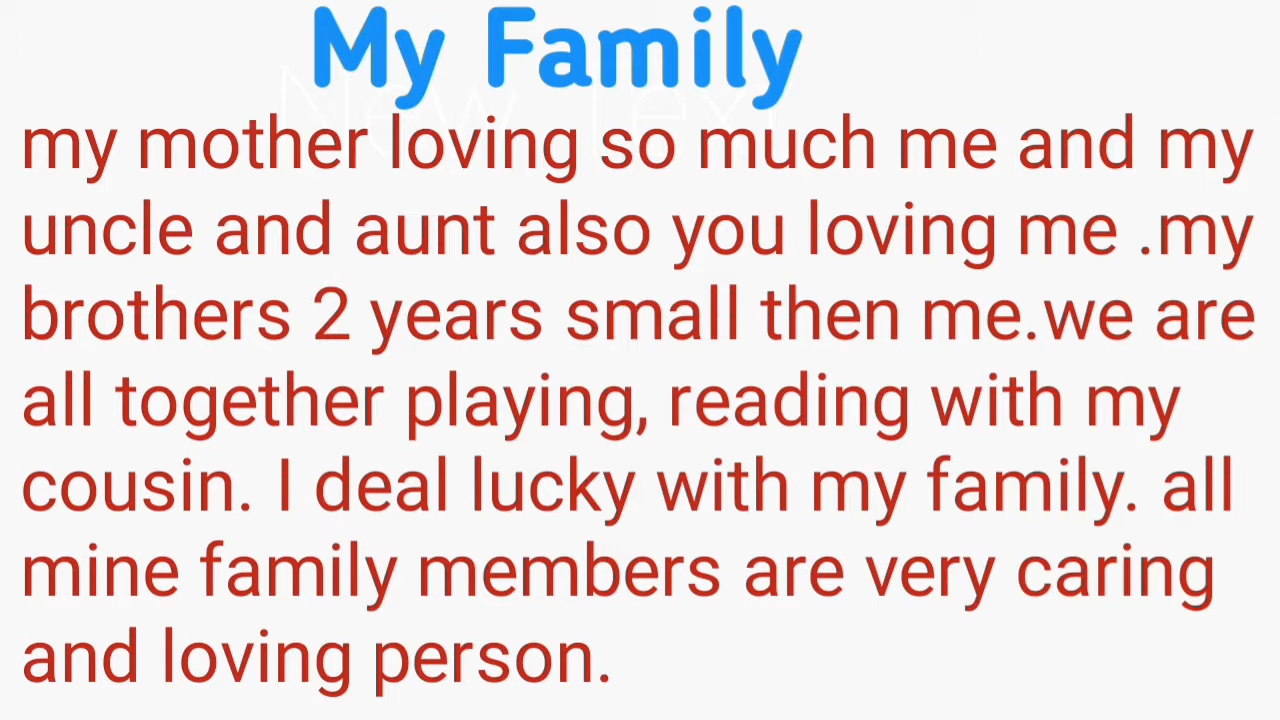 My Family
New Text
my mother loving so much me and my
uncle and aunt also you loving me .my
brothers 2 years small then me.we are
all together playing, reading with my
cousin. I deal lucky with my family. all
mine family members are very caring
and loving person.